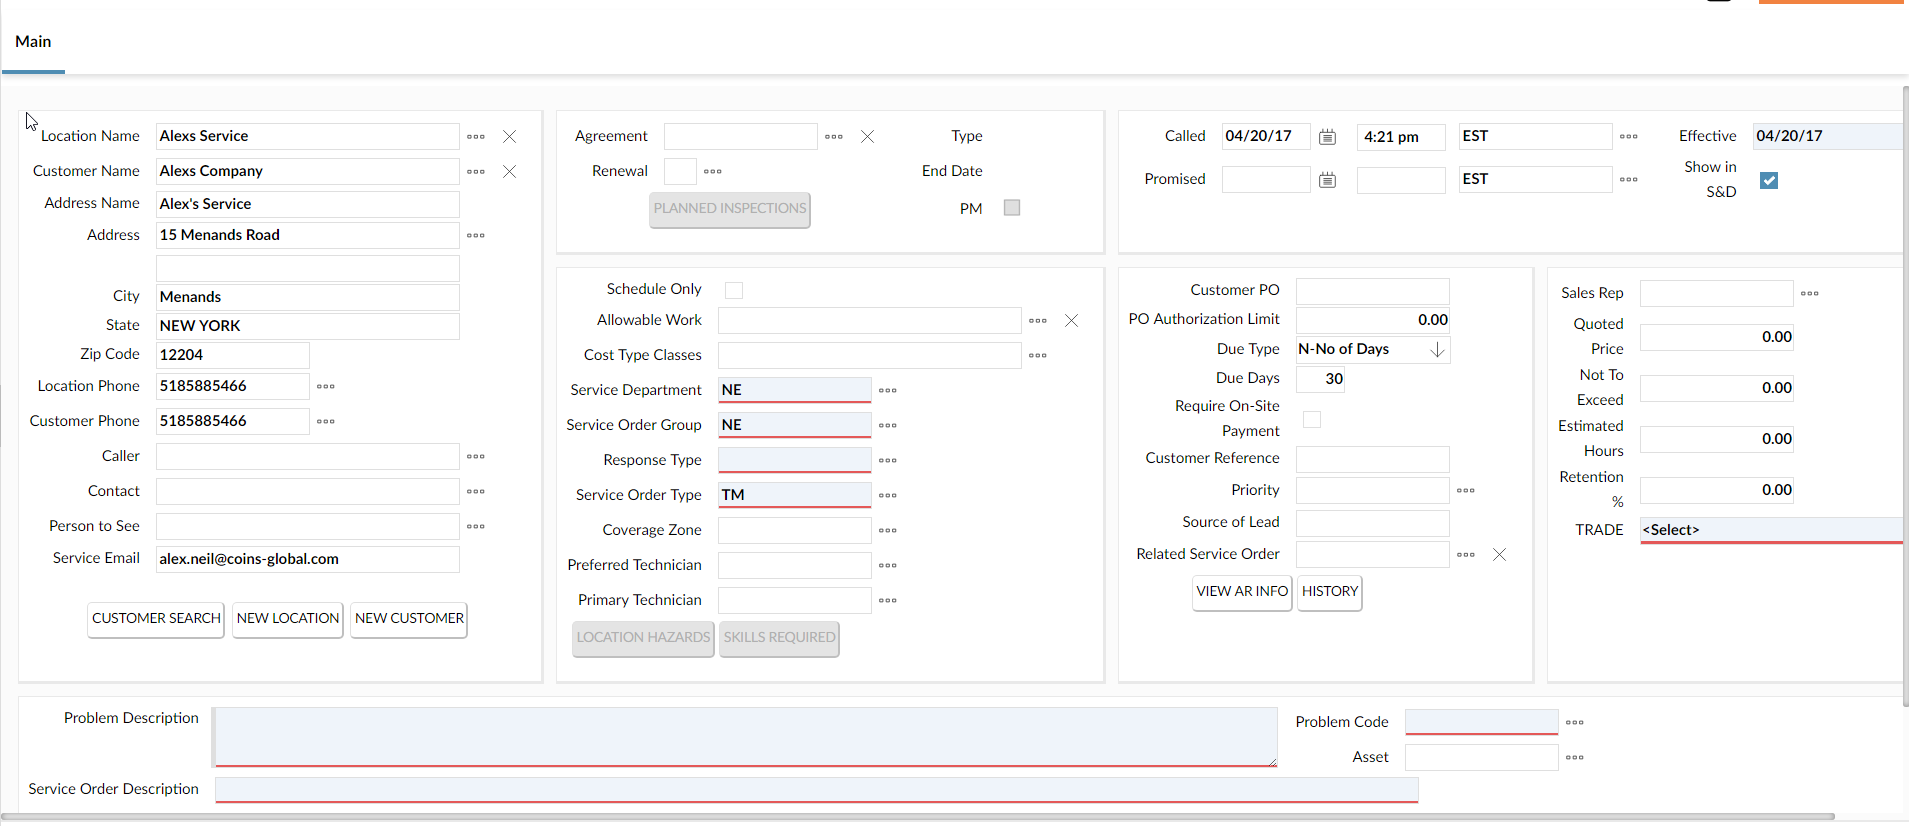 Main
Location Name Alexs Service
Customer Name Alexs Company
Address Name Alex's Service
Address 15 Menands Road
City Menands
State NEW YORK
Zip Code 12204
Location Phone 5185885466
Customer Phone 5185885466
Caller
Contact
Person to See
Service Email alex.neil@coins-global.com
CUSTOMER SEARCH NEW LOCATION NEW CUSTOMER
Agreement Type
Renewal End Date
PLANNED INSPECTIONS PM
Called 04/20/17 4:21 pm EST Effective 04/20/17
Promised EST Show in
S&D
Schedule Only
Allowable Work
Cost Type Classes
Service Department NE
Service Order Group NE
Response Type
Service Order Type TM
Coverage Zone
Preferred Technician
Primary Technician
LOCATION HAZARDS SKILLS REQUIRED
Customer PO
PO Authorization Limit 0.00
Due Type N-No of Days
Due Days 30
Require On-Site
Payment
Customer Reference
Priority
Source of Lead
Related Service Order
VIEW AR INFO HISTORY
Sales Rep
Quoted
Price 0.00
Not To
Exceed 0.00
Estimated
Hours 0.00
Retention
% 0.00
TRADE <Select>
Problem Description
Problem Code
Asset
Service Order Description